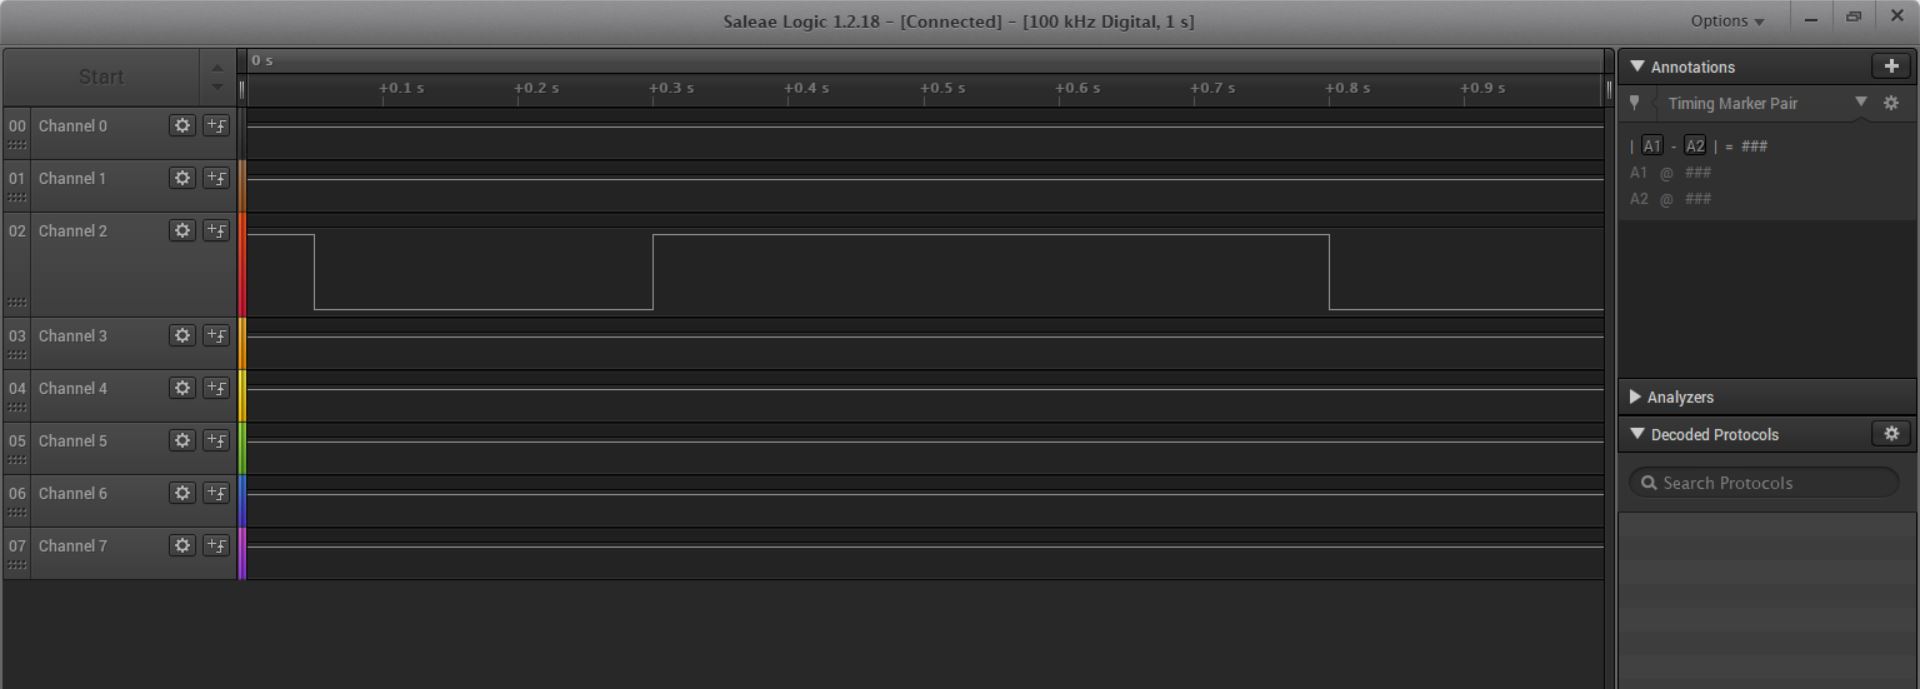 Saleae Logic 1.2.18 - [Connected] - [100 kHz Digital, 1 s]
Options
Start
0 s
+0.1 s +0.2 s +0.3 s +0.4 s +0.5 s +0.6 s +0.7 s +0.8 s +0.9 s
00 Channel 0
01 Channel 1
02 Channel 2
03 Channel 3
04 Channel 4
05 Channel 5
06 Channel 6
07 Channel 7
Annotations
Timing Marker Pair
| A1 - A2 | = ###
A1 @ ###
A2 @ ###
Analyzers
Decoded Protocols
Search Protocols